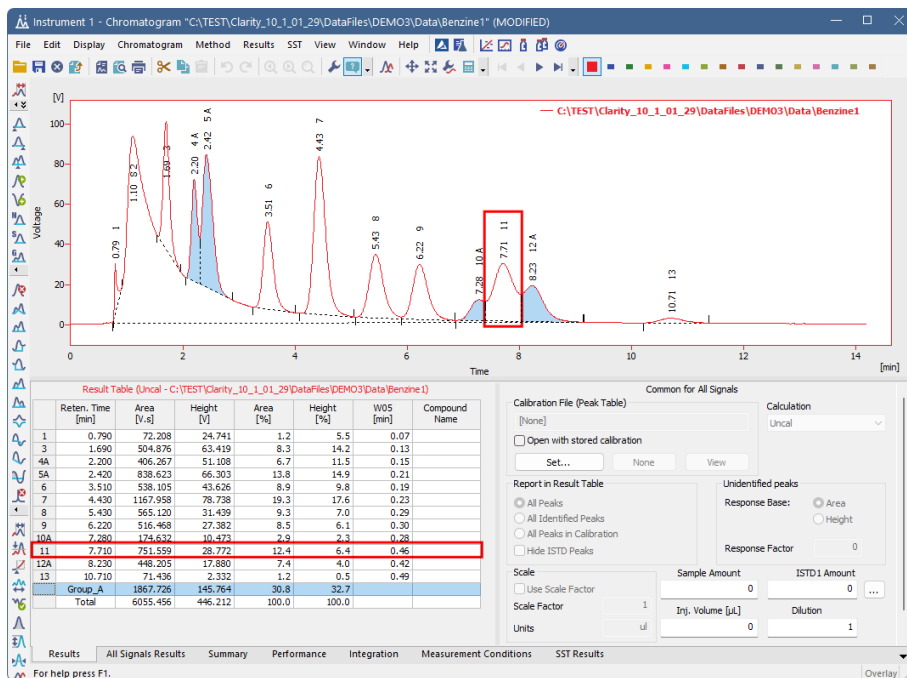 Instrument 1 - Chromatogram "C:\TEST\Clarity_10_1_01_29\DataFiles\DEMO3\Data\Benzine1" (MODIFIED)
File Edit Display Chromatogram Method Results SST View Window Help
[V]
C:\TEST\Clarity_10_1_01_29\DataFiles\DEMO3\Data\Benzine1
100
80
60
40
20
0
Voltage
0.79 1
1.10 S 2
1.69 3
2.20 4 A
2.42 5 A
3.51 6
4.43 7
5.43 8
6.22 9
7.28 10 A
7.71 11
8.23 12 A
10.71 13
0 2 4 6 8 10 12 14
Time
[min]
Result Table (Uncal - C:\TEST\Clarity_10_1_01_29\DataFiles\DEMO3\Data\Benzine1)
Reten. Time Area Height Area Height W05 Compound
[min] [V.s] [V] [%] [%] [min] Name
1 0.790 72.208 24.741 1.2 5.5 0.07
3 1.690 504.876 63.419 8.3 14.2 0.13
4A 2.200 406.267 51.108 6.7 11.5 0.15
5A 2.420 838.623 66.303 13.8 14.9 0.21
6 3.510 538.105 43.626 8.9 9.8 0.19
7 4.430 1167.958 78.738 19.3 17.6 0.23
8 5.430 565.120 31.439 9.3 7.0 0.29
9 6.220 516.468 27.382 8.5 6.1 0.30
10A 7.280 174.632 10.473 2.9 2.3 0.28
11 7.710 751.559 28.772 12.4 6.4 0.46
12A 8.230 448.205 17.880 7.4 4.0 0.42
13 10.710 71.436 2.332 1.2 0.5 0.49
Group_A 1867.726 145.764 30.8 32.7
Total 6055.456 446.212 100.0 100.0
Common for All Signals
Calibration File (Peak Table)
[None]
Open with stored calibration
Set... None View
Calculation
Uncal
Report in Result Table
All Peaks
All Identified Peaks
All Peaks in Calibration
Hide ISTD Peaks
Unidentified peaks
Response Base: Area
Height
Response Factor 0
Scale
Use Scale Factor
Scale Factor 1
Units ul
Sample Amount
0
ISTD1 Amount
0 ...
Inj. Volume [µL]
0
Dilution
1
Results All Signals Results Summary Performance Integration Measurement Conditions SST Results
For help press F1.
Overlay